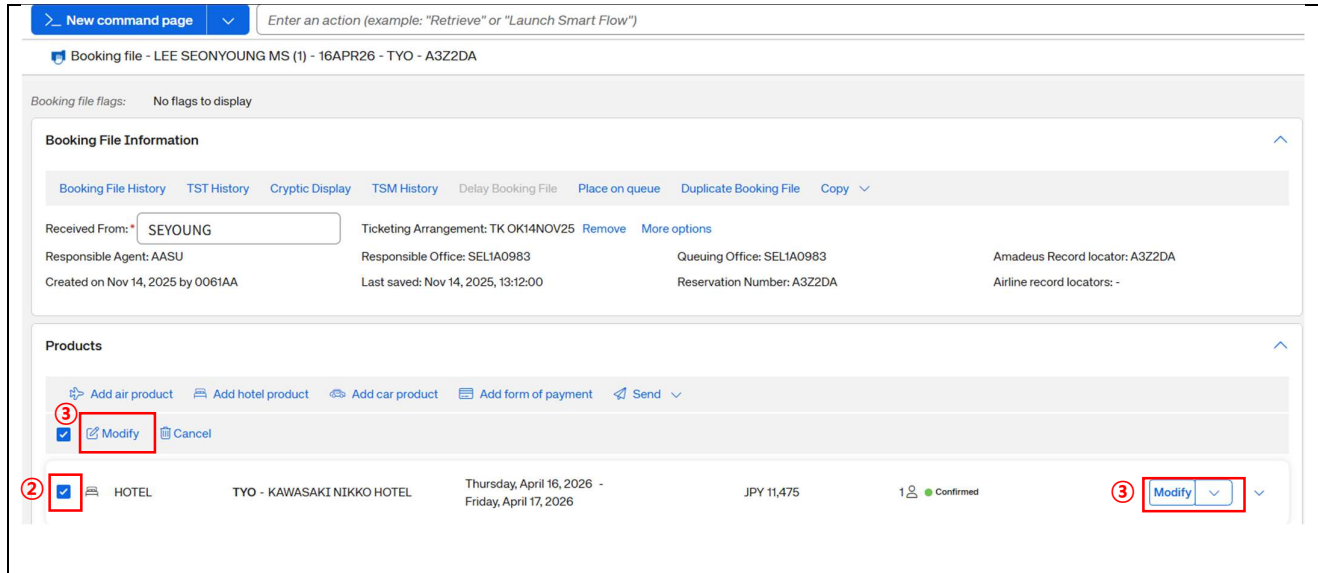 New command page
Enter an action (example: "Retrieve" or "Launch Smart Flow")
Booking file - LEE SEONYOUNG MS (1) - 16APR26 - TYO - A3Z2DA
Booking file flags: No flags to display
Booking File Information
Booking File History TST History Cryptic Display TSM History Delay Booking File Place on queue Duplicate Booking File Copy
Received From:* SEYOUNG Ticketing Arrangement: TK OK14NOV25 Remove More options
Responsible Agent: AASU Responsible Office: SEL1A0983 Queuing Office: SEL1A0983 Amadeus Record locator: A3Z2DA
Created on Nov 14, 2025 by 0061AA Last saved: Nov 14, 2025, 13:12:00 Reservation Number: A3Z2DA Airline record locators: -
Products
Add air product Add hotel product Add car product Add form of payment Send
③
Modify Cancel
② HOTEL TYO - KAWASAKI NIKKO HOTEL Thursday, April 16, 2026 - JPY 11,475 1 Confirmed ③ Modify
Friday, April 17, 2026